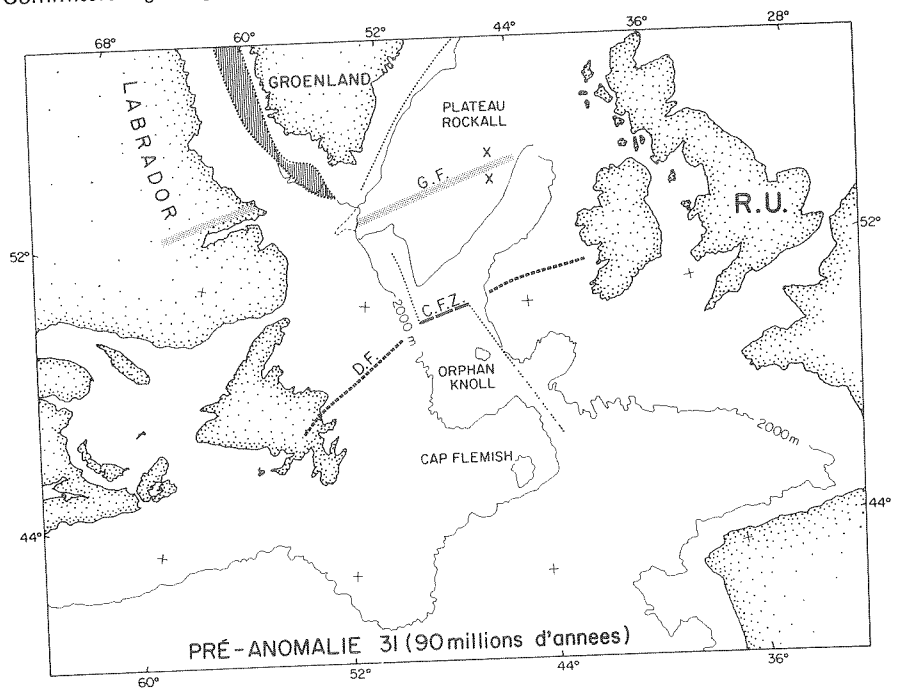 68°
60°
52°
44°
36°
28°
GROENLAND
LABRADOR
PLATEAU
ROCKALL
X
G.F.
X
R.U.
52°
52°
C.F.Z.
2000 m
D.F.
ORPHAN
KNOLL
2000m
CAP FLEMISH
44°
44°
PRÉ-ANOMALIE 31 (90 millions d'annees)
60°
52°
44°
36°